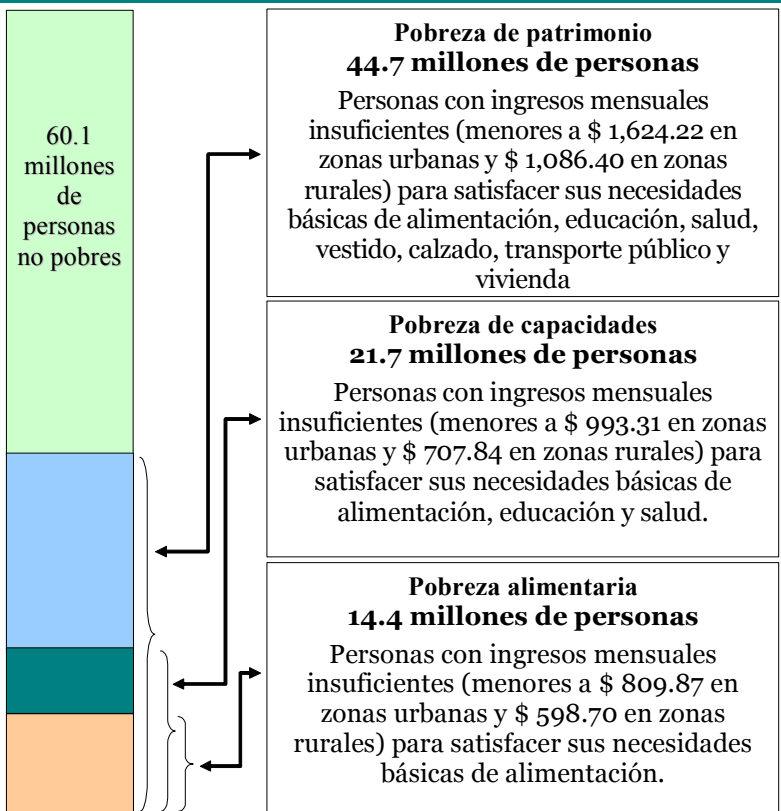 60.1
millones
de
personas
no pobres
Pobreza de patrimonio
44.7 millones de personas
Personas con ingresos mensuales
insuficientes (menores a $ 1,624.22 en
zonas urbanas y $ 1,086.40 en zonas
rurales) para satisfacer sus necesidades
básicas de alimentación, educación, salud,
vestido, calzado, transporte público y
vivienda
Pobreza de capacidades
21.7 millones de personas
Personas con ingresos mensuales
insuficientes (menores a $ 993.31 en zonas
urbanas y $ 707.84 en zonas rurales) para
satisfacer sus necesidades básicas de
alimentación, educación y salud.
Pobreza alimentaria
14.4 millones de personas
Personas con ingresos mensuales
insuficientes (menores a $ 809.87 en
zonas urbanas y $ 598.70 en zonas
rurales) para satisfacer sus necesidades
básicas de alimentación.